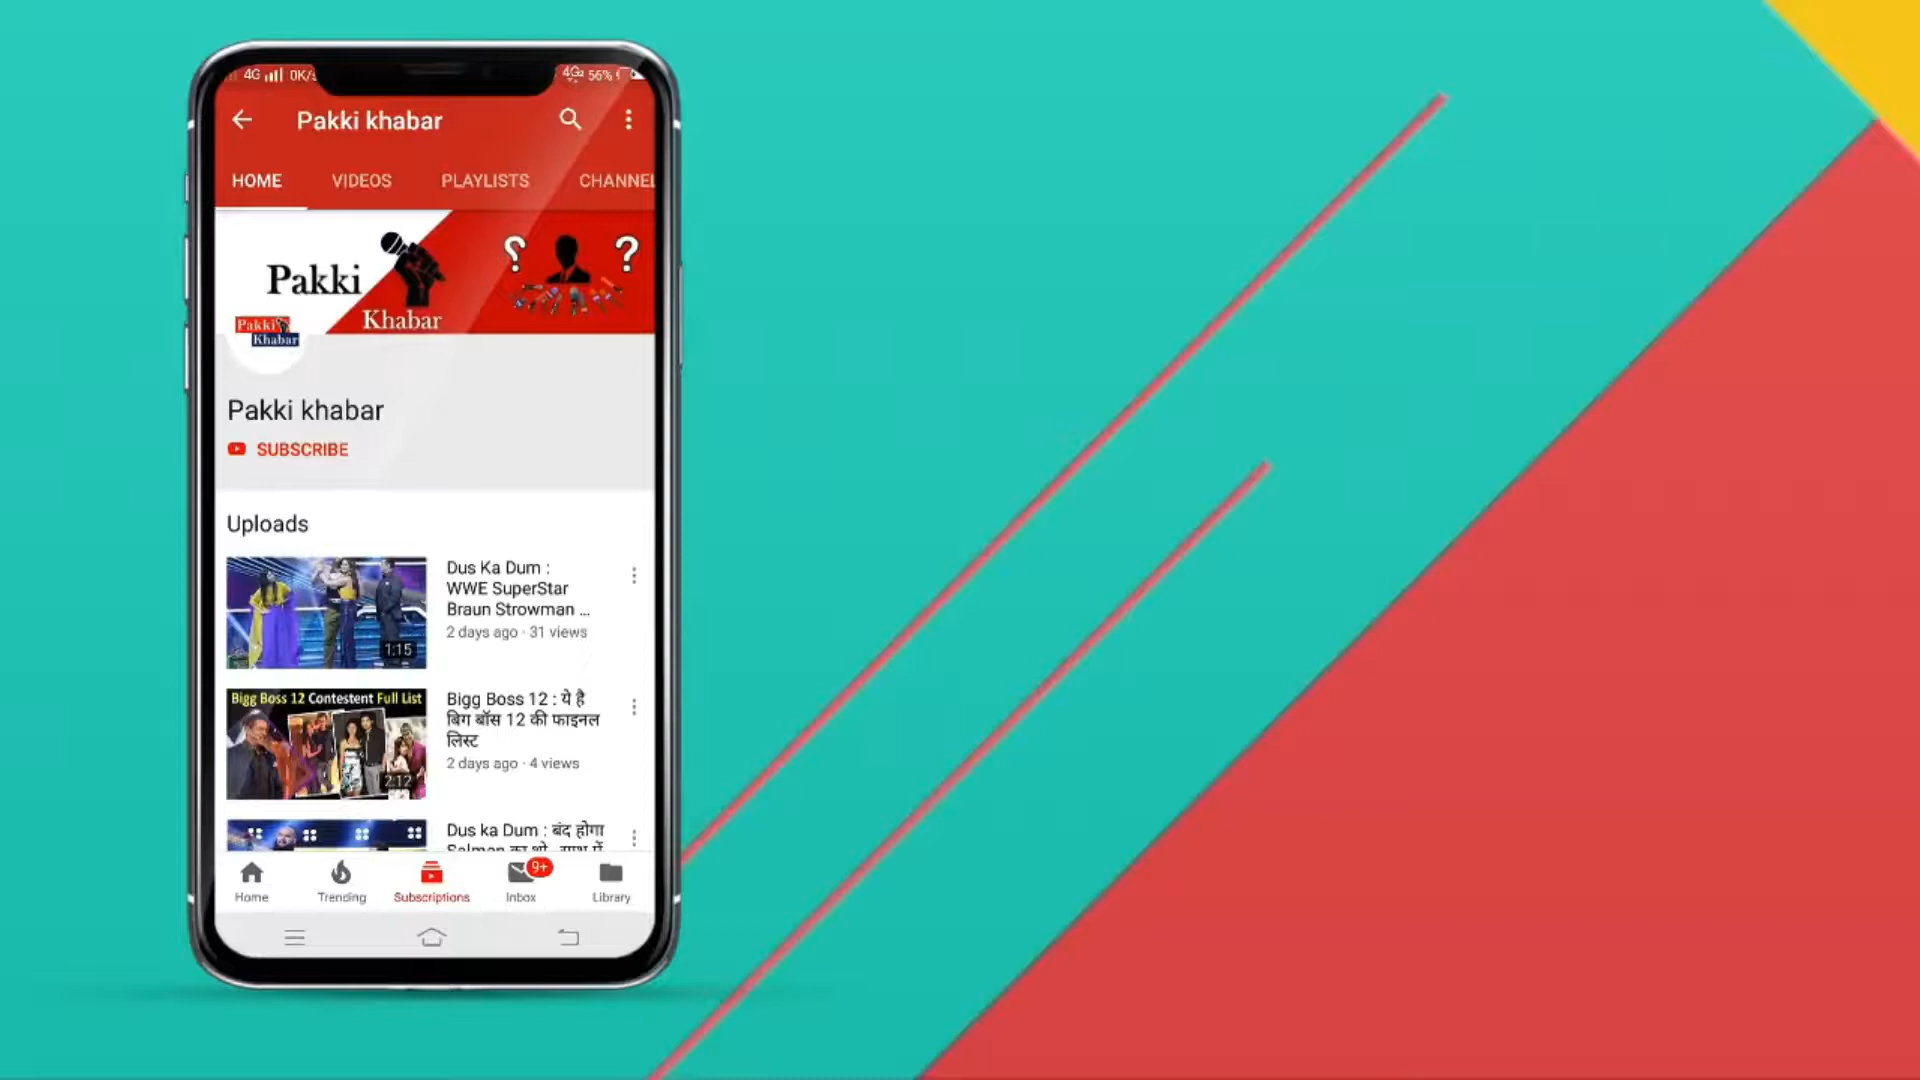 4G 0K/s 4G2 56%
Pakki khabar
HOME VIDEOS PLAYLISTS CHANNEL
Pakki
Khabar
Pakki
Khabar
? ?
Pakki khabar
SUBSCRIBE
Uploads
Dus Ka Dum :
WWE SuperStar
Braun Strowman ...
2 days ago · 31 views
1:15
Bigg Boss 12 Contestent Full List
2:12
Bigg Boss 12 : ये है
बिग बॉस 12 की फाइनल
लिस्ट
2 days ago · 4 views
Dus ka Dum : बंद होगा
Salman का शो
9+
Home Trending Subscriptions Inbox Library